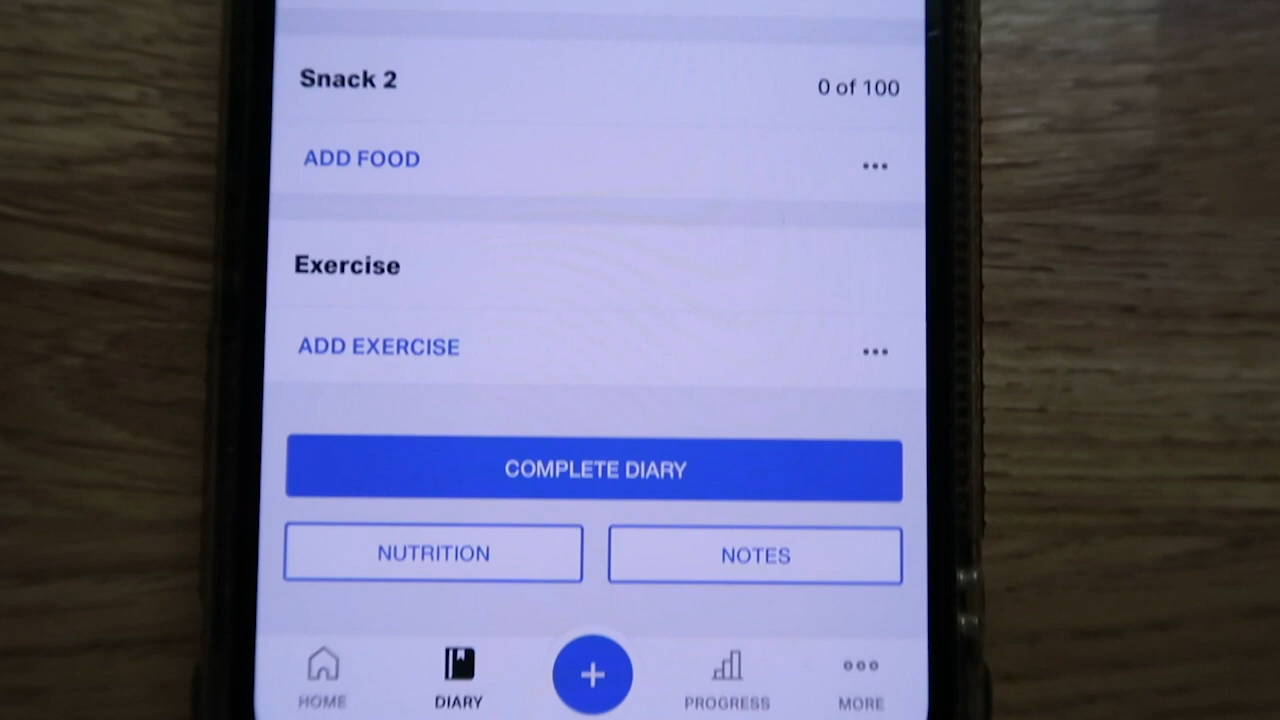 Snack 2
0 of 100
ADD FOOD
Exercise
ADD EXERCISE
COMPLETE DIARY
NUTRITION
NOTES
HOME
DIARY
PROGRESS
MORE